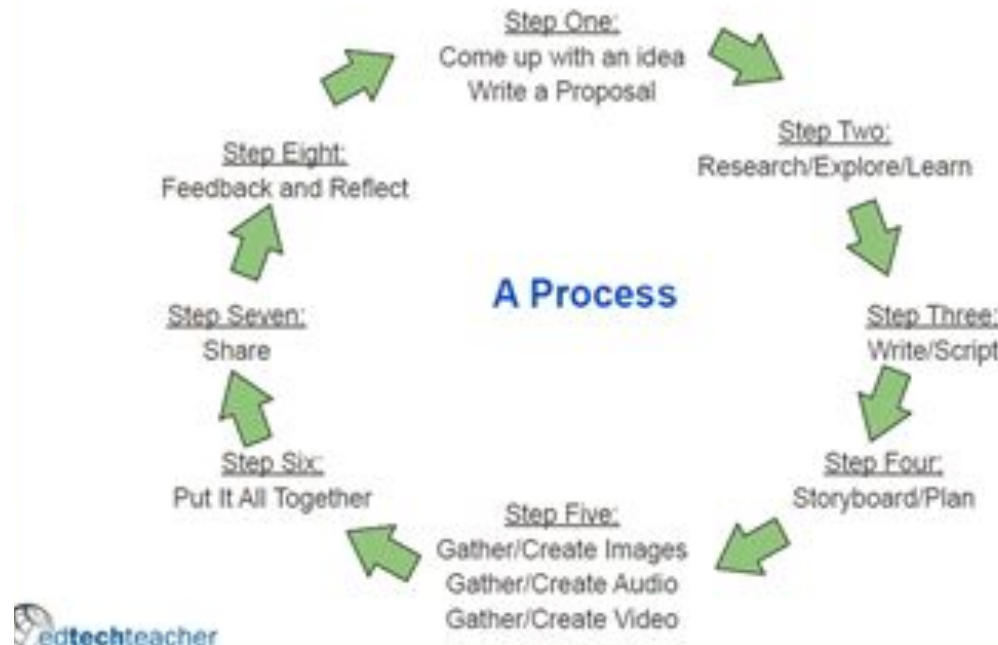 Step One:
Come up with an idea
Write a Proposal
Step Two:
Research/Explore/Learn
Step Three:
Write/Script
Step Four:
Storyboard/Plan
Step Five:
Gather/Create Images
Gather/Create Audio
Gather/Create Video
Step Six:
Put It All Together
Step Seven:
Share
Step Eight:
Feedback and Reflect
A Process
edtechteacher